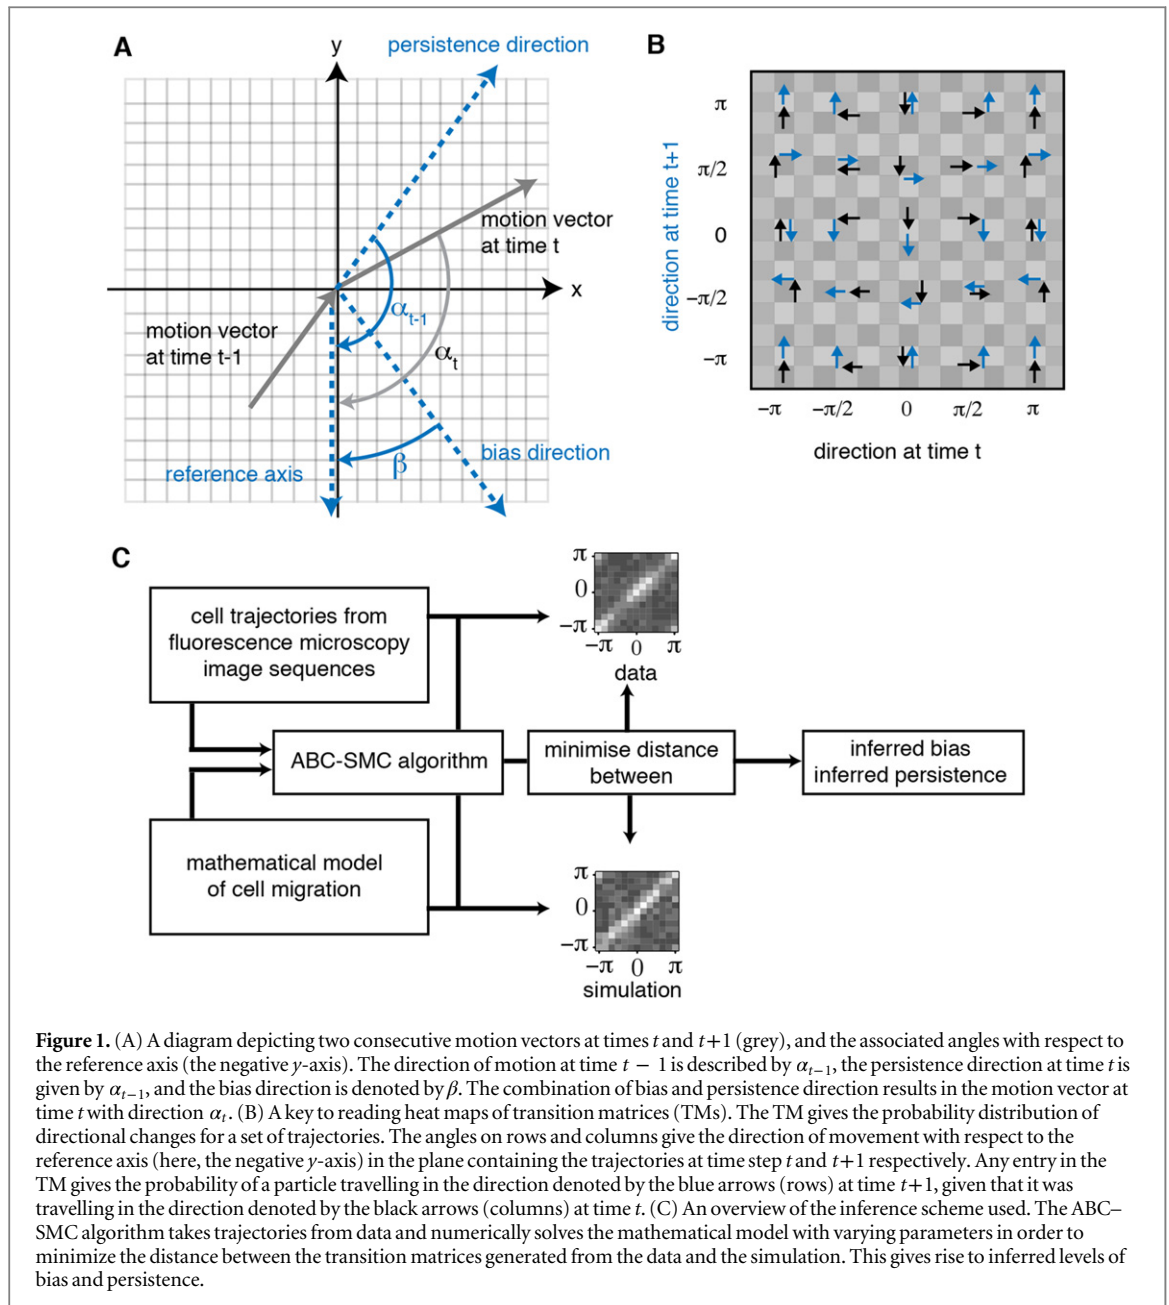 A
y
persistence direction
motion vector
at time t
x
αt-1
αt
motion vector
at time t-1
bias direction
reference axis
β
B
direction at time t+1
π
π/2
0
−π/2
−π
−π
−π/2
0
π/2
π
direction at time t
C
cell trajectories from
fluorescence microscopy
image sequences
π
0
−π
−π 0 π
data
ABC-SMC algorithm
minimise distance
between
inferred bias
inferred persistence
mathematical model
of cell migration
π
0
−π
−π 0 π
simulation
Figure 1. (A) A diagram depicting two consecutive motion vectors at times t and t+1 (grey), and the associated angles with respect to
the reference axis (the negative y-axis). The direction of motion at time t − 1 is described by αt−1, the persistence direction at time t is
given by αt−1, and the bias direction is denoted by β. The combination of bias and persistence direction results in the motion vector at
time t with direction αt. (B) A key to reading heat maps of transition matrices (TMs). The TM gives the probability distribution of
directional changes for a set of trajectories. The angles on rows and columns give the direction of movement with respect to the
reference axis (here, the negative y-axis) in the plane containing the trajectories at time step t and t+1 respectively. Any entry in the
TM gives the probability of a particle travelling in the direction denoted by the blue arrows (rows) at time t+1, given that it was
travelling in the direction denoted by the black arrows (columns) at time t. (C) An overview of the inference scheme used. The ABC–
SMC algorithm takes trajectories from data and numerically solves the mathematical model with varying parameters in order to
minimize the distance between the transition matrices generated from the data and the simulation. This gives rise to inferred levels of
bias and persistence.